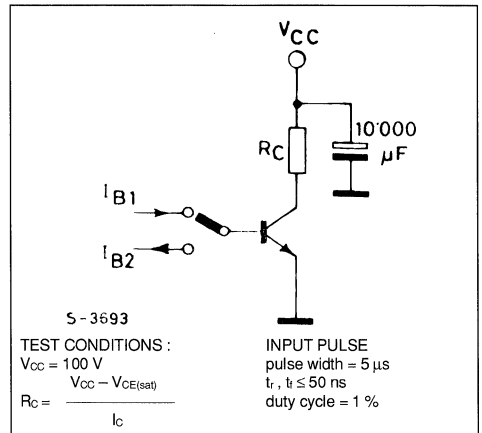 VCC
10'000
µF
RC
IB1
IB2
S-3693
TEST CONDITIONS :
VCC = 100 V
RC = VCC – VCE(sat)
IC
INPUT PULSE
pulse width = 5 µs
tr , tf ≤ 50 ns
duty cycle = 1 %